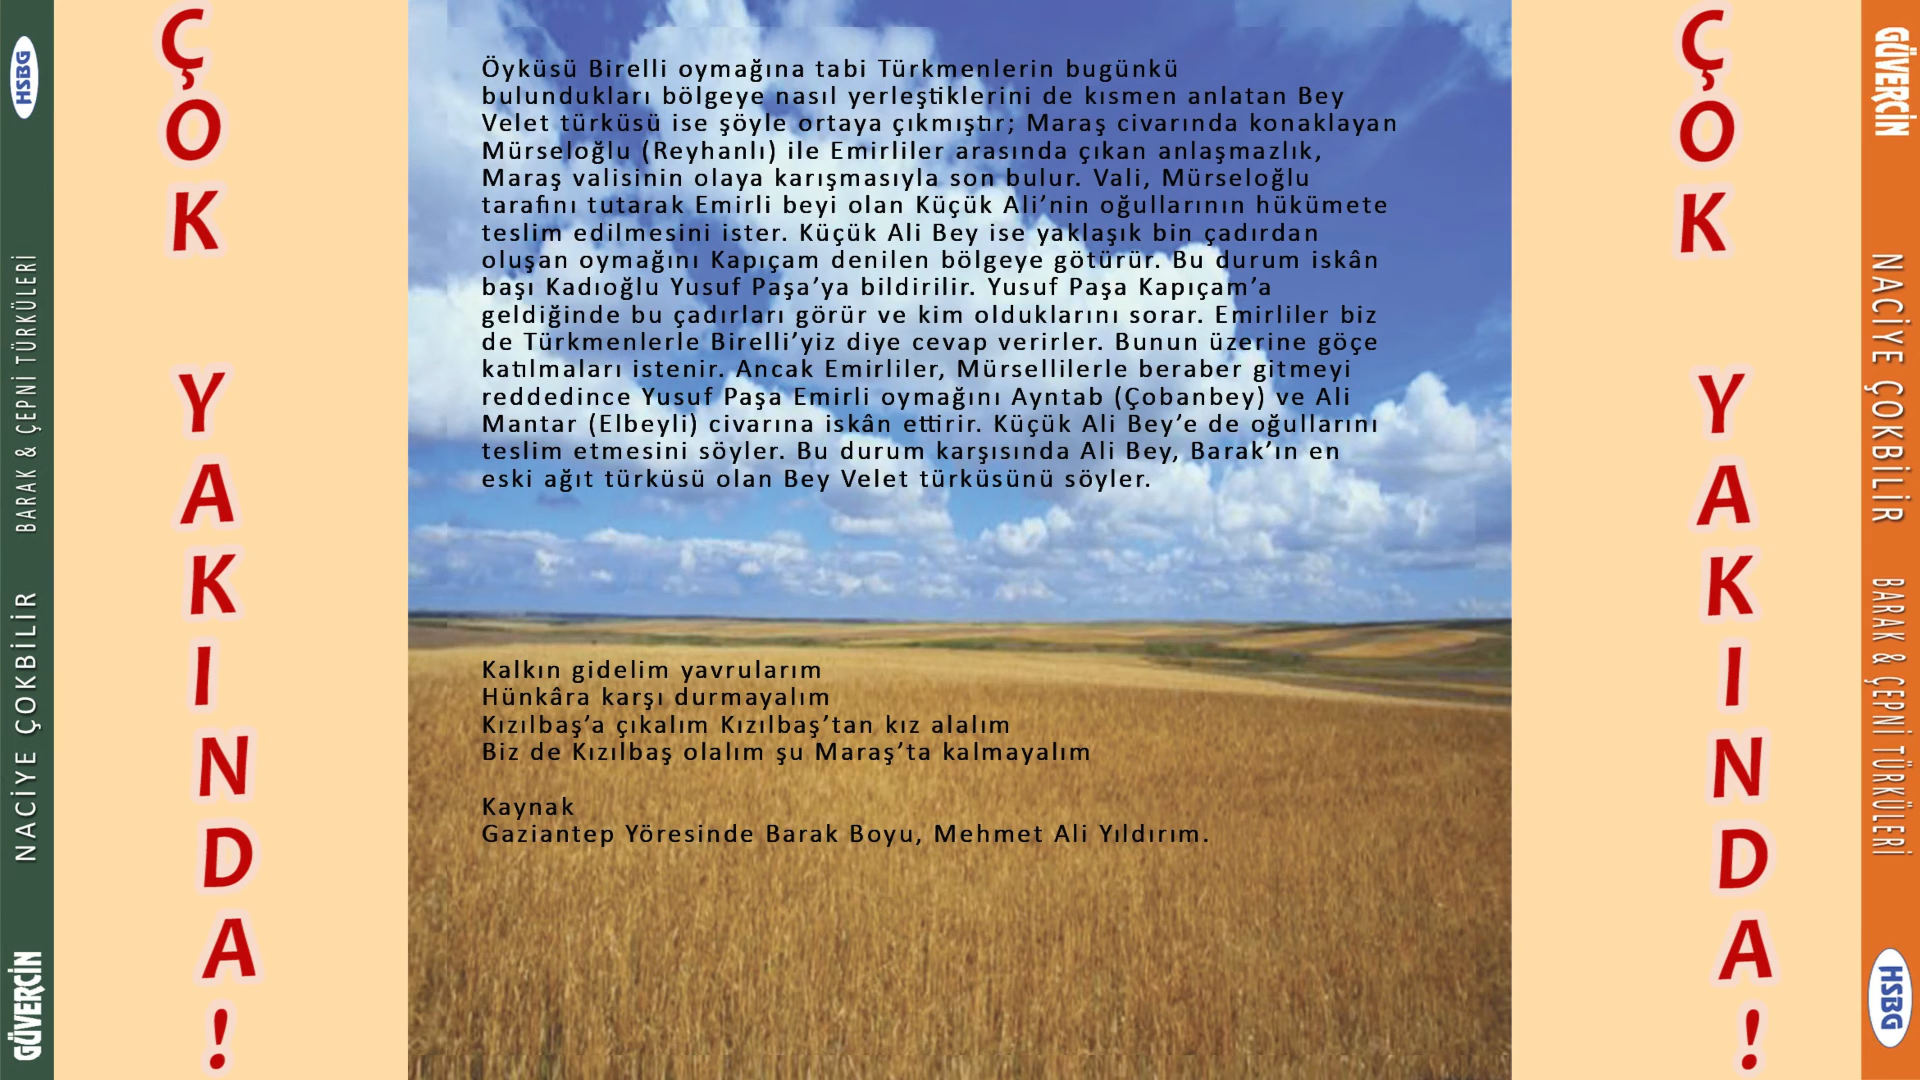 HSBG
BARAK & ÇEPNİ TÜRKÜLERİ
NACİYE ÇOKBİLİR
GÜVERCİN
ÇOK YAKINDA!
Öyküsü Birelli oymağına tabi Türkmenlerin bugünkü
bulundukları bölgeye nasıl yerleştiklerini de kısmen anlatan Bey
Velet türküsü ise şöyle ortaya çıkmıştır; Maraş civarında konaklayan
Mürseloğlu (Reyhanlı) ile Emirliler arasında çıkan anlaşmazlık,
Maraş valisinin olaya karışmasıyla son bulur. Vali, Mürseloğlu
tarafını tutarak Emirli beyi olan Küçük Ali’nin oğullarının hükümete
teslim edilmesini ister. Küçük Ali Bey ise yaklaşık bin çadırdan
oluşan oymağını Kapıçam denilen bölgeye götürür. Bu durum iskân
başı Kadıoğlu Yusuf Paşa’ya bildirilir. Yusuf Paşa Kapıçam’a
geldiğinde bu çadırları görür ve kim olduklarını sorar. Emirliler biz
de Türkmenlerle Birelli’yiz diye cevap verirler. Bunun üzerine göçe
katılmaları istenir. Ancak Emirliler, Mürsellilerle beraber gitmeyi
reddedince Yusuf Paşa Emirli oymağını Ayntab (Çobanbey) ve Ali
Mantar (Elbeyli) civarına iskân ettirir. Küçük Ali Bey’e de oğullarını
teslim etmesini söyler. Bu durum karşısında Ali Bey, Barak’ın en
eski ağıt türküsü olan Bey Velet türküsünü söyler.
Kalkın gidelim yavrularım
Hünkâra karşı durmayalım
Kızılbaş’a çıkalım Kızılbaş’tan kız alalım
Biz de Kızılbaş olalım şu Maraş’ta kalmayalım
Kaynak
Gaziantep Yöresinde Barak Boyu, Mehmet Ali Yıldırım.
ÇOK YAKINDA!
GÜVERCİN
NACİYE ÇOKBİLİR
BARAK & ÇEPNİ TÜRKÜLERİ
HSBG